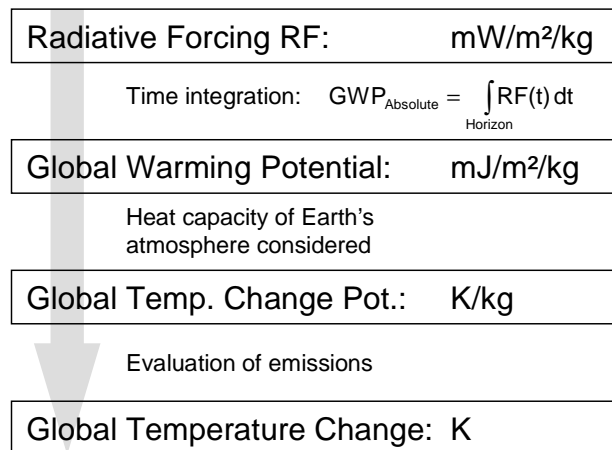 Radiative Forcing RF: mW/m²/kg
Time integration: GWP_Absolute = ∫_Horizon RF(t) dt
Global Warming Potential: mJ/m²/kg
Heat capacity of Earth's
atmosphere considered
Global Temp. Change Pot.: K/kg
Evaluation of emissions
Global Temperature Change: K